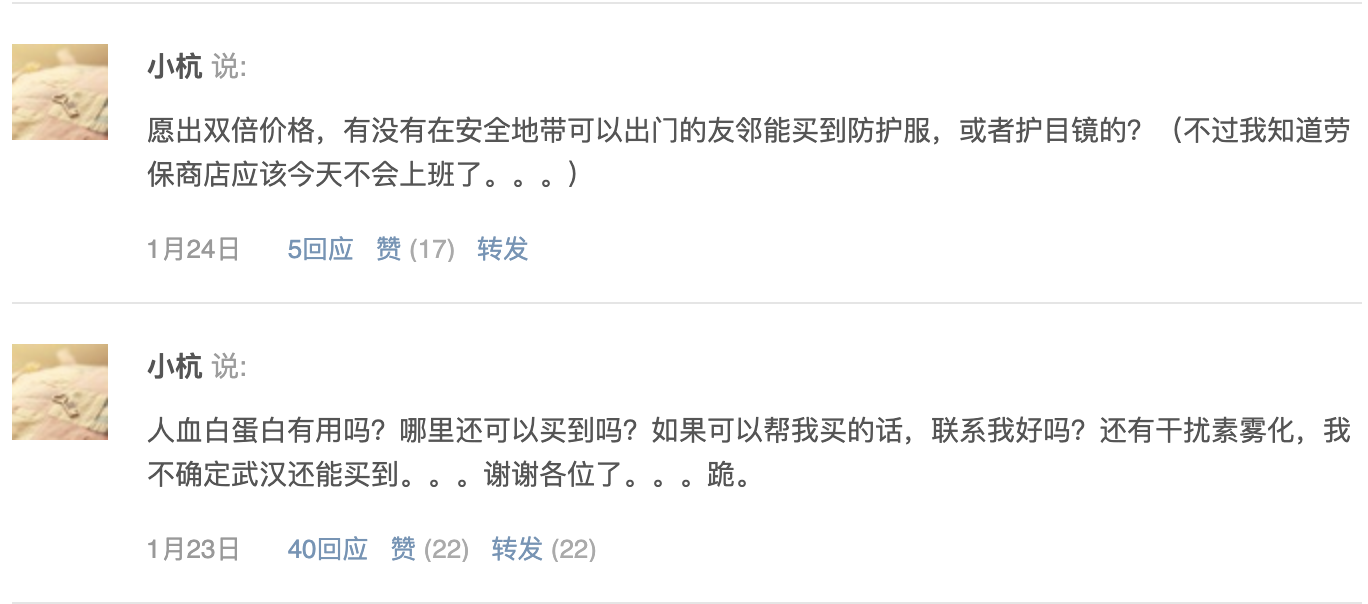 小杭 说:
愿出双倍价格，有没有在安全地带可以出门的友邻能买到防护服，或者护目镜的？（不过我知道劳
保商店应该今天不会上班了。。。）
1月24日 5回应 赞 (17) 转发
小杭 说:
人血白蛋白有用吗？哪里还可以买到吗？如果可以帮我买的话，联系我好吗？还有干扰素雾化，我
不确定武汉还能买到。。。谢谢各位了。。。跪。
1月23日 40回应 赞 (22) 转发 (22)